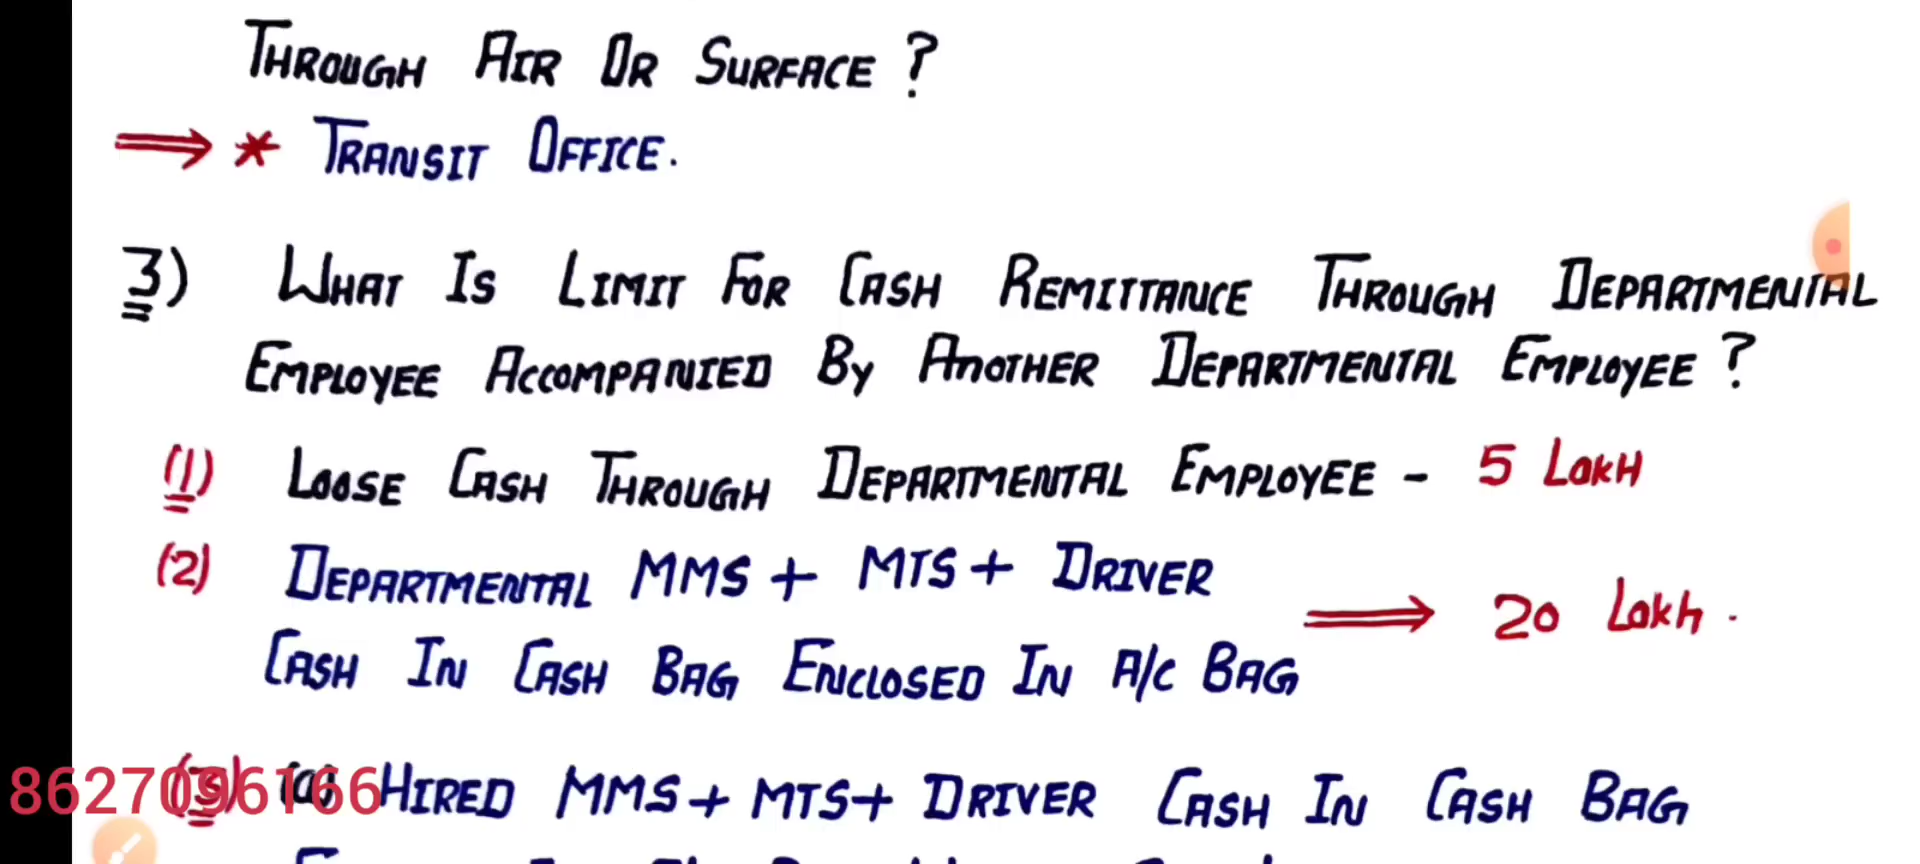 THROUGH AIR OR SURFACE ?
⇒ * TRANSIT OFFICE.
3) WHAT IS LIMIT FOR CASH REMITTANCE THROUGH DEPARTMENTAL
EMPLOYEE ACCOMPANIED BY ANOTHER DEPARTMENTAL EMPLOYEE ?
(1) LOOSE CASH THROUGH DEPARTMENTAL EMPLOYEE - 5 LAKH
(2) DEPARTMENTAL MMS + MTS + DRIVER
⇒ 20 Lakh.
CASH IN CASH BAG ENCLOSED IN A/C BAG
(3) (a) HIRED MMS + MTS + DRIVER CASH IN CASH BAG
8627096166